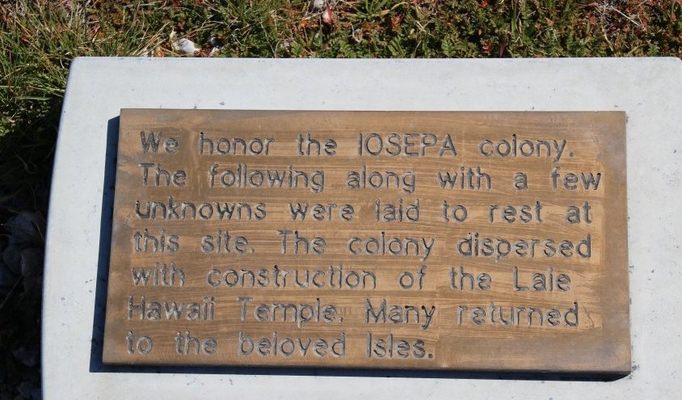 We honor the IOSEPA colony.
The following along with a few
unknowns were laid to rest at
this site. The colony dispersed
with construction of the Laie
Hawaii Temple. Many returned
to the beloved Isles.